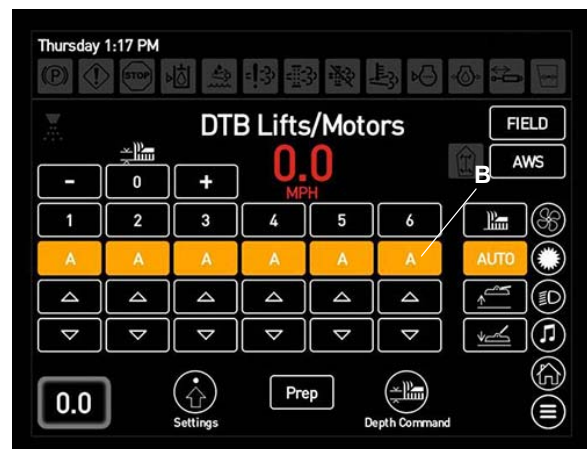 Thursday 1:17 PM
(P) STOP
DTB Lifts/Motors FIELD
0.0
MPH
B AWS
- 0 +
1 2 3 4 5 6
A A A A A A AUTO
0.0 Prep
Settings Depth Command